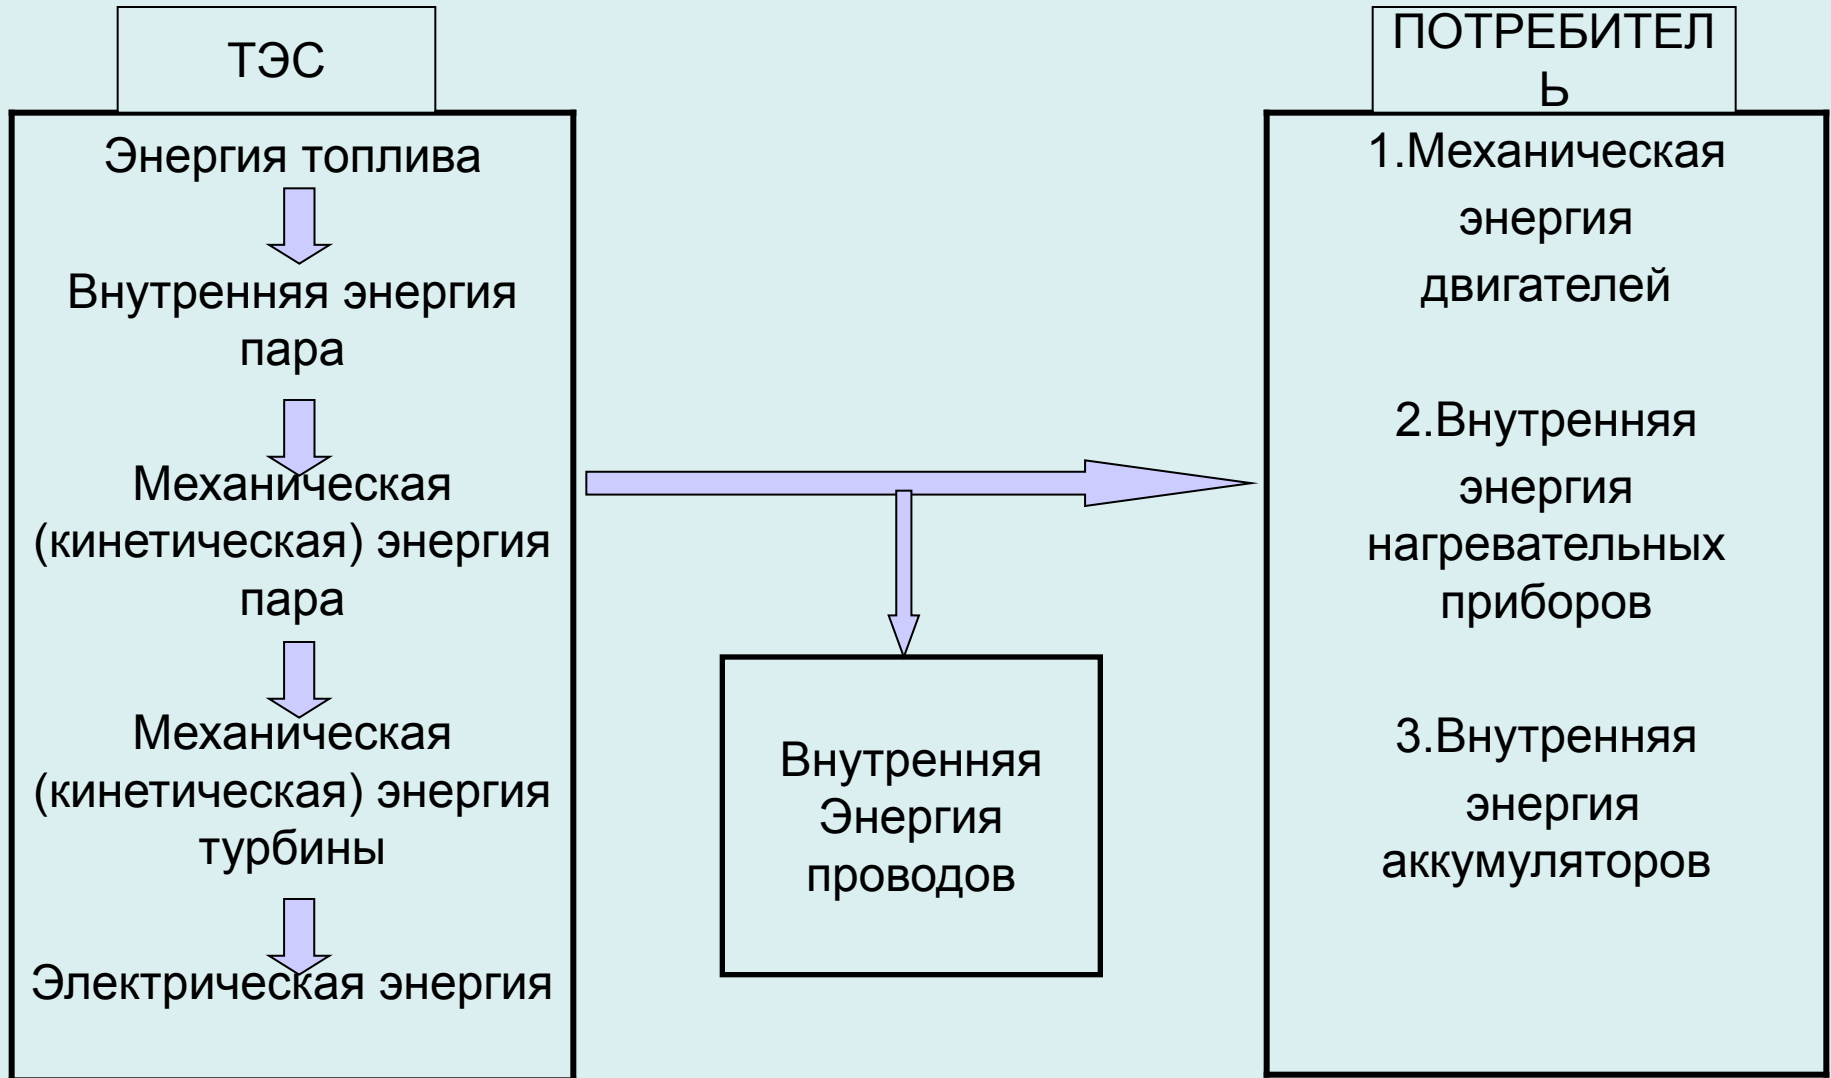 ТЭС
Энергия топлива
Внутренняя энергия
пара
Механическая
(кинетическая) энергия
пара
Механическая
(кинетическая) энергия
турбины
Электрическая энергия
Внутренняя
Энергия
проводов
ПОТРЕБИТЕЛ
Ь
1.Механическая
энергия
двигателей
2.Внутренняя
энергия
нагревательных
приборов
3.Внутренняя
энергия
аккумуляторов